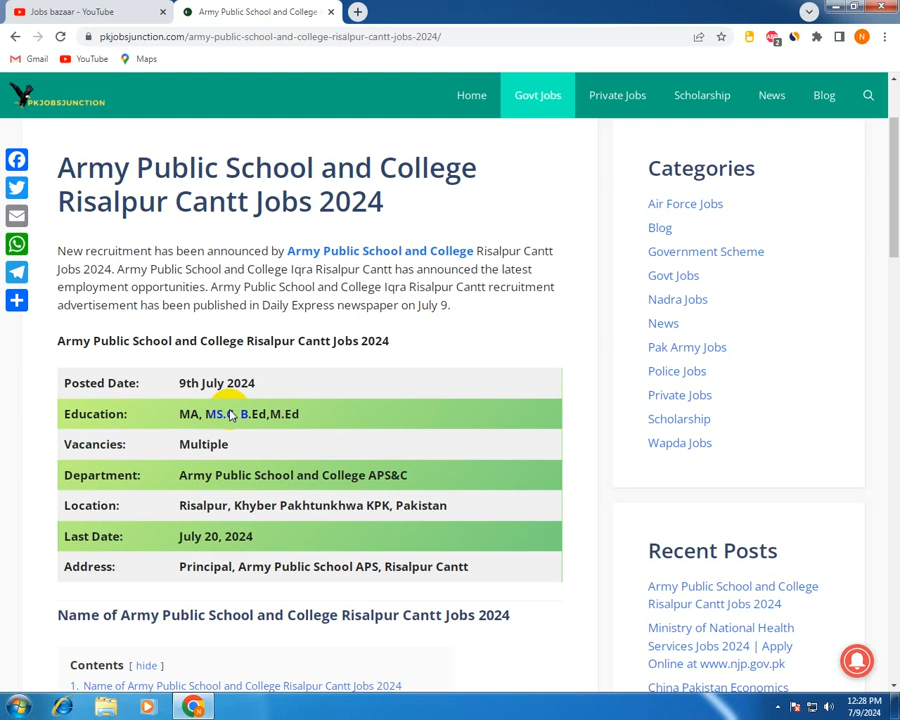 Jobs bazaar - YouTube
Army Public School and College
pkjobsjunction.com/army-public-school-and-college-risalpur-cantt-jobs-2024/
2
N
Gmail
YouTube
Maps
PKJOBSJUNCTION
Home
Govt Jobs
Private Jobs
Scholarship
News
Blog
Army Public School and College
Risalpur Cantt Jobs 2024
New recruitment has been announced by Army Public School and College Risalpur Cantt
Jobs 2024. Army Public School and College Iqra Risalpur Cantt has announced the latest
employment opportunities. Army Public School and College Iqra Risalpur Cantt recruitment
advertisement has been published in Daily Express newspaper on July 9.
Army Public School and College Risalpur Cantt Jobs 2024
Posted Date: 9th July 2024
Education: MA, MS. B.Ed,M.Ed
Vacancies: Multiple
Department: Army Public School and College APS&C
Location: Risalpur, Khyber Pakhtunkhwa KPK, Pakistan
Last Date: July 20, 2024
Address: Principal, Army Public School APS, Risalpur Cantt
Name of Army Public School and College Risalpur Cantt Jobs 2024
Contents [ hide ]
1. Name of Army Public School and College Risalpur Cantt Jobs 2024
Categories
Air Force Jobs
Blog
Government Scheme
Govt Jobs
Nadra Jobs
News
Pak Army Jobs
Police Jobs
Private Jobs
Scholarship
Wapda Jobs
Recent Posts
Army Public School and College
Risalpur Cantt Jobs 2024
Ministry of National Health
Services Jobs 2024 | Apply
Online at www.njp.gov.pk
China Pakistan Economics
12:28 PM
7/9/2024